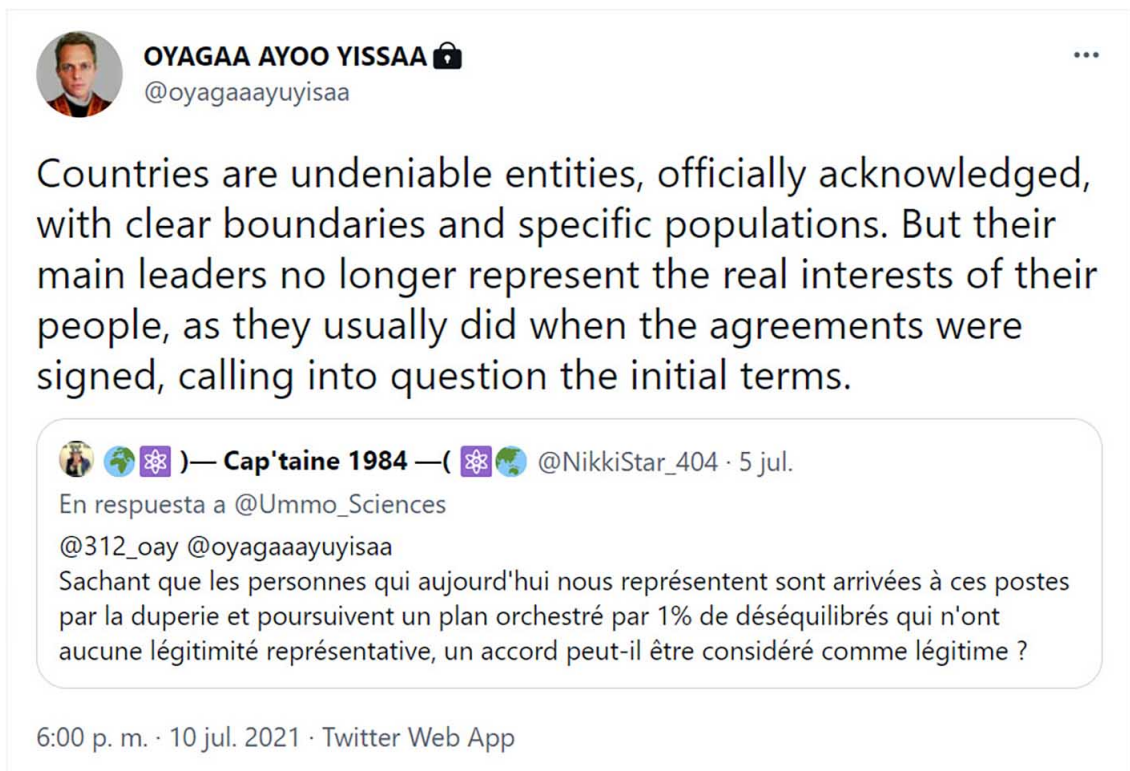 OYAGAA AYOO YISSAA🔒
@oyagaaayuyisaa
Countries are undeniable entities, officially acknowledged,
with clear boundaries and specific populations. But their
main leaders no longer represent the real interests of their
people, as they usually did when the agreements were
signed, calling into question the initial terms.
🌍⚛️ )— Cap'taine 1984 —( ⚛️🌏 @NikkiStar_404 · 5 jul.
En respuesta a @Ummo_Sciences
@312_oay @oyagaaayuyisaa
Sachant que les personnes qui aujourd'hui nous représentent sont arrivées à ces postes
par la duperie et poursuivent un plan orchestré par 1% de déséquilibrés qui n'ont
aucune légitimité représentative, un accord peut-il être considéré comme légitime ?
6:00 p. m. · 10 jul. 2021 · Twitter Web App